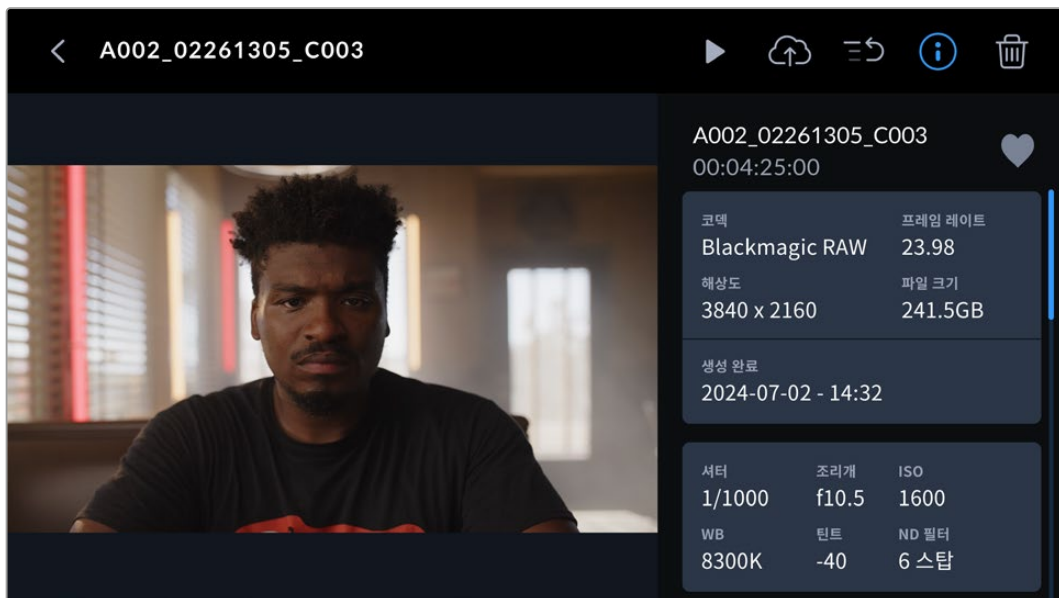 A002_02261305_C003
A002_02261305_C003
00:04:25:00
코덱 프레임 레이트
Blackmagic RAW 23.98
해상도 파일 크기
3840 x 2160 241.5GB
생성 완료
2024-07-02 - 14:32
셔터 조리개 ISO
1/1000 f10.5 1600
WB 틴트 ND 필터
8300K -40 6 스탑